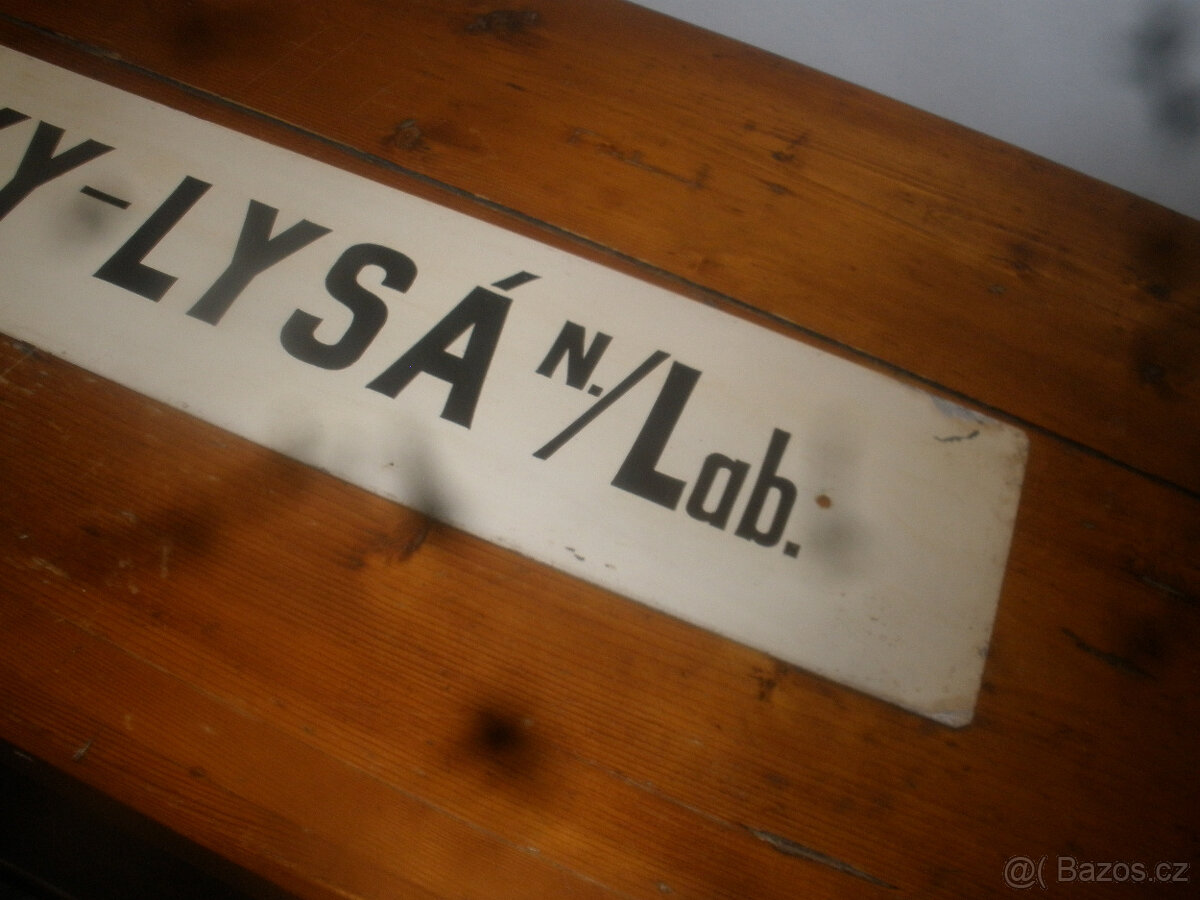 Y-LYSÁ N./Lab.
@( Bazos.cz